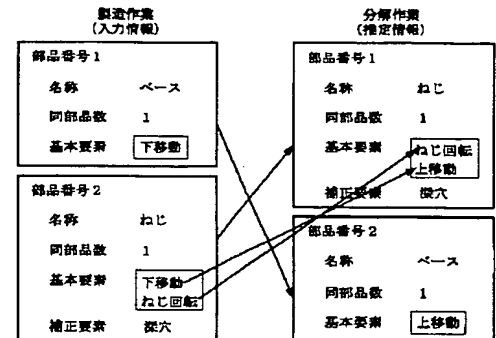 製造作業
(入力情報)
部品番号1
名称 ベース
同部品数 1
基本要素 下移動
部品番号2
名称 ねじ
同部品数 1
基本要素 下移動
ねじ回転
補正要素 深穴
分解作業
(推定情報)
部品番号1
名称 ねじ
同部品数 1
基本要素 ねじ回転
上移動
補正要素 深穴
部品番号2
名称 ベース
同部品数 1
基本要素 上移動